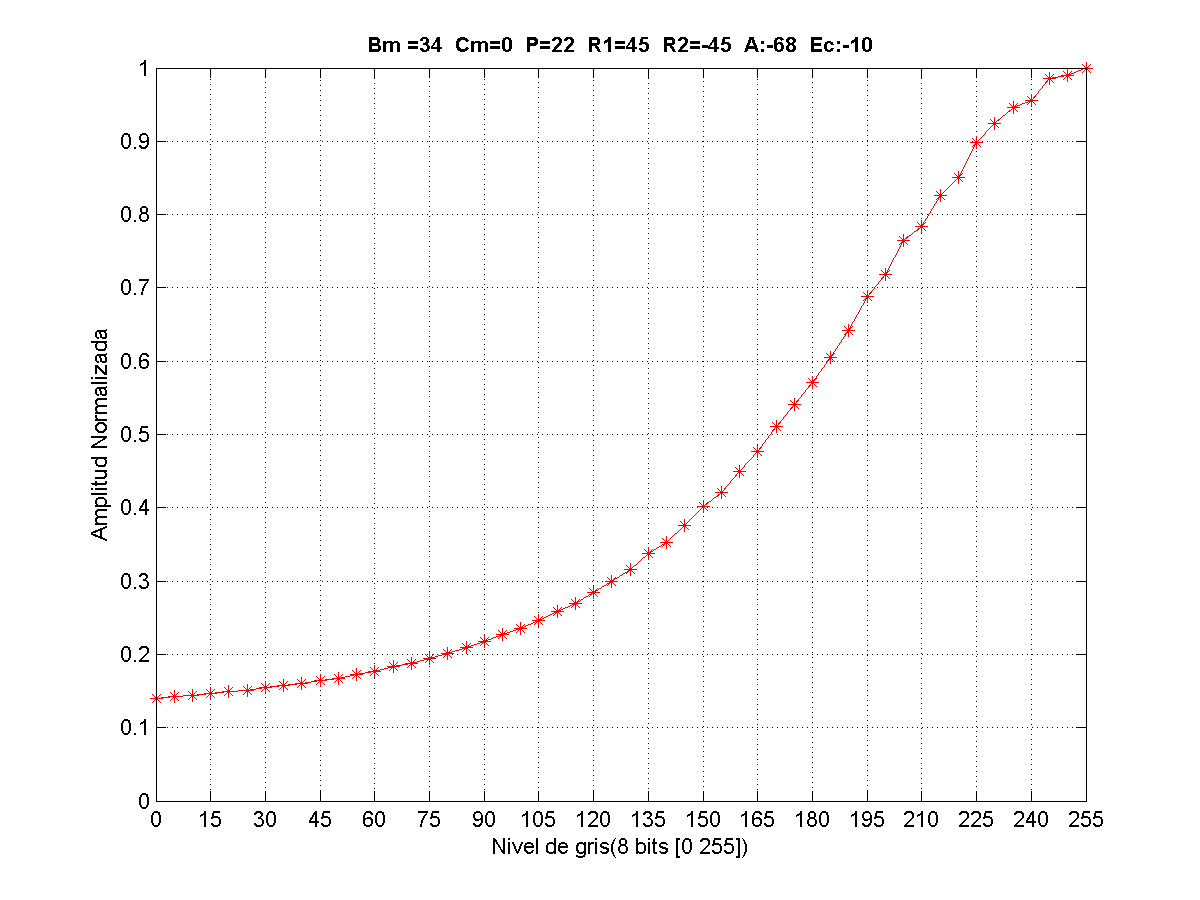 Bm =34 Cm=0 P=22 R1=45 R2=-45 A:-68 Ec:-10
1
0.9
0.8
0.7
0.6
0.5
0.4
0.3
0.2
0.1
0
Amplitud Normalizada
0 15 30 45 60 75 90 105 120 135 150 165 180 195 210 225 240 255
Nivel de gris(8 bits [0 255])